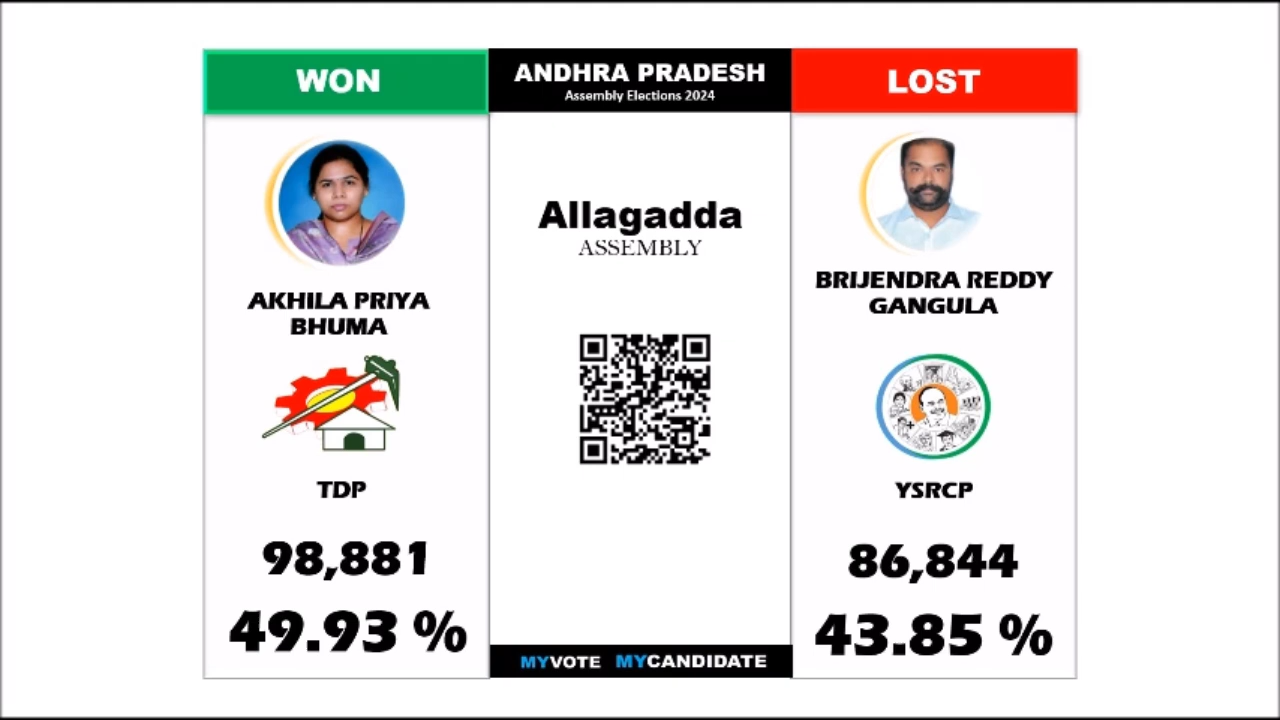 WON
AKHILA PRIYA
BHUMA
TDP
98,881
49.93 %
ANDHRA PRADESH
Assembly Elections 2024
Allagadda
ASSEMBLY
MYVOTE MYCANDIDATE
LOST
BRIJENDRA REDDY
GANGULA
YSRCP
86,844
43.85 %